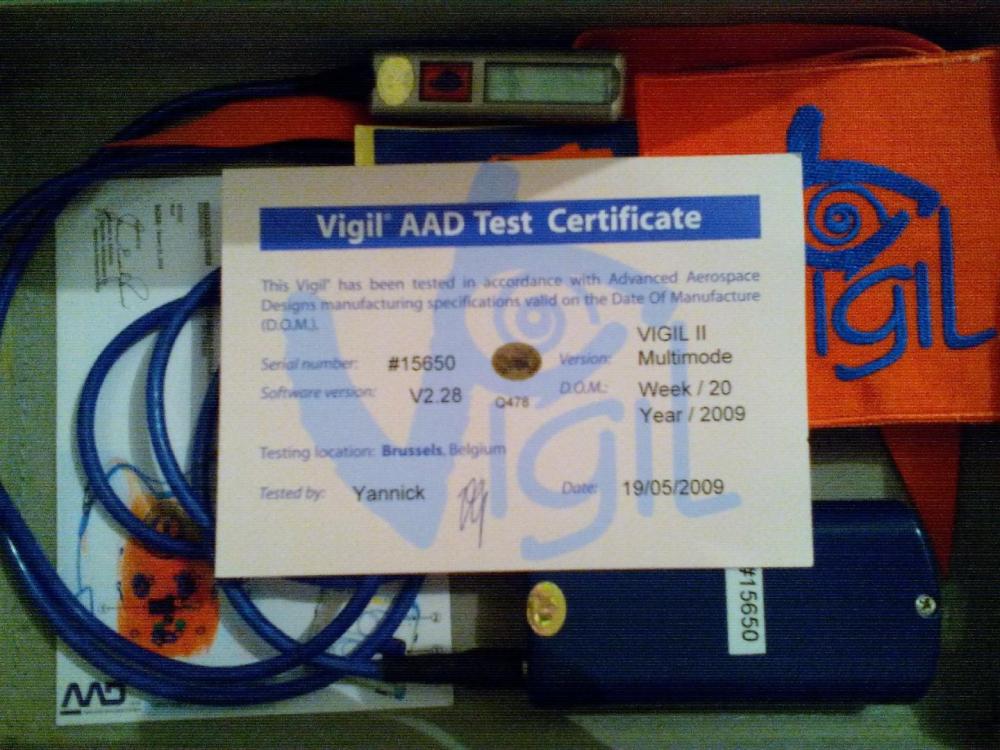 Vigil® AAD Test Certificate
This Vigil® has been tested in accordance with Advanced Aerospace
Designs manufacturing specifications valid on the Date Of Manufacture
(D.O.M.).
Serial number: #15650 Version: VIGIL II
Multimode
Software version: V2.28 Q478 D.O.M.: Week / 20
Year / 2009
Testing location: Brussels, Belgium
Tested by: Yannick Date: 19/05/2009
Vigil
Vigil
#15650
AAD